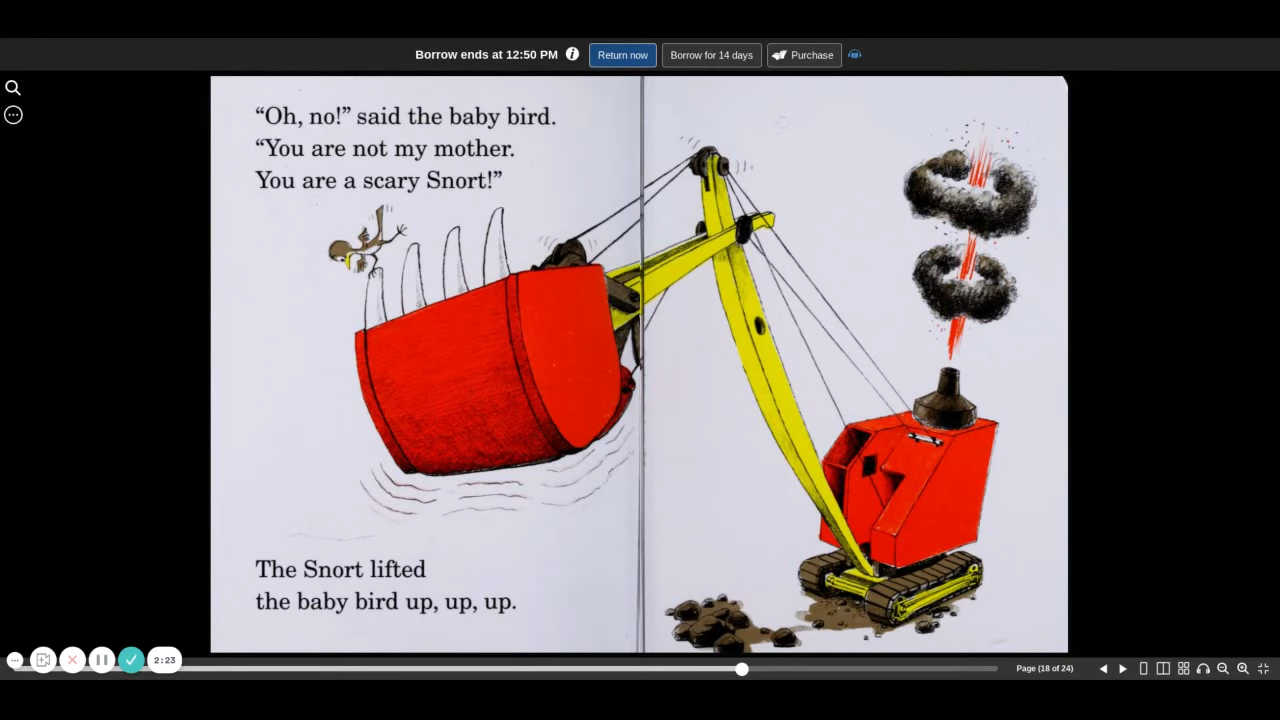 Borrow ends at 12:50 PM
Return now
Borrow for 14 days
Purchase
“Oh, no!” said the baby bird.
“You are not my mother.
You are a scary Snort!”
The Snort lifted
the baby bird up, up, up.
2:23
Page (18 of 24)